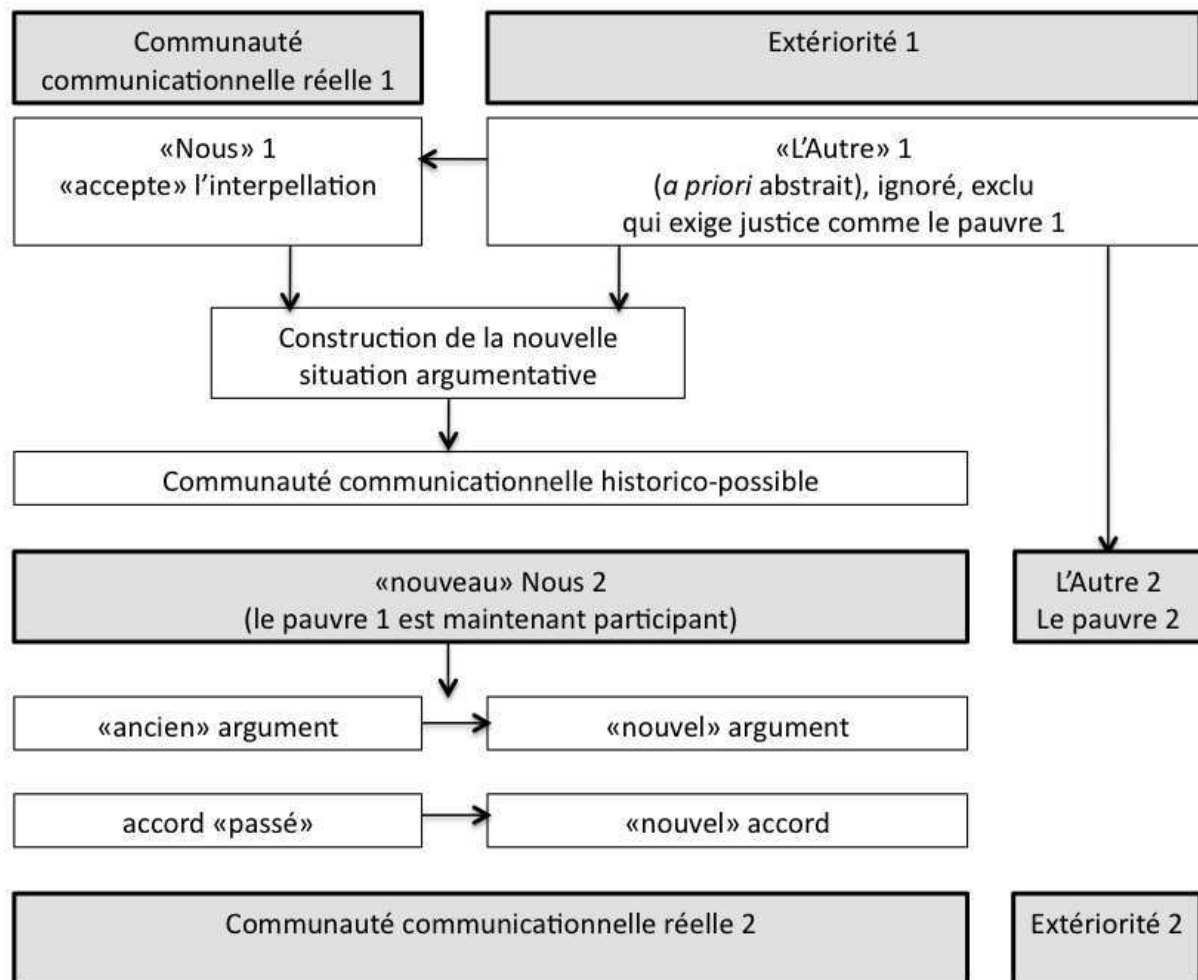 Communauté
communicationnelle réelle 1
Extériorité 1
«Nous» 1
«accepte» l’interpellation
«L’Autre» 1
(a priori abstrait), ignoré, exclu
qui exige justice comme le pauvre 1
Construction de la nouvelle
situation argumentative
Communauté communicationnelle historico-possible
«nouveau» Nous 2
(le pauvre 1 est maintenant participant)
L’Autre 2
Le pauvre 2
«ancien» argument
«nouvel» argument
accord «passé»
«nouvel» accord
Communauté communicationnelle réelle 2
Extériorité 2